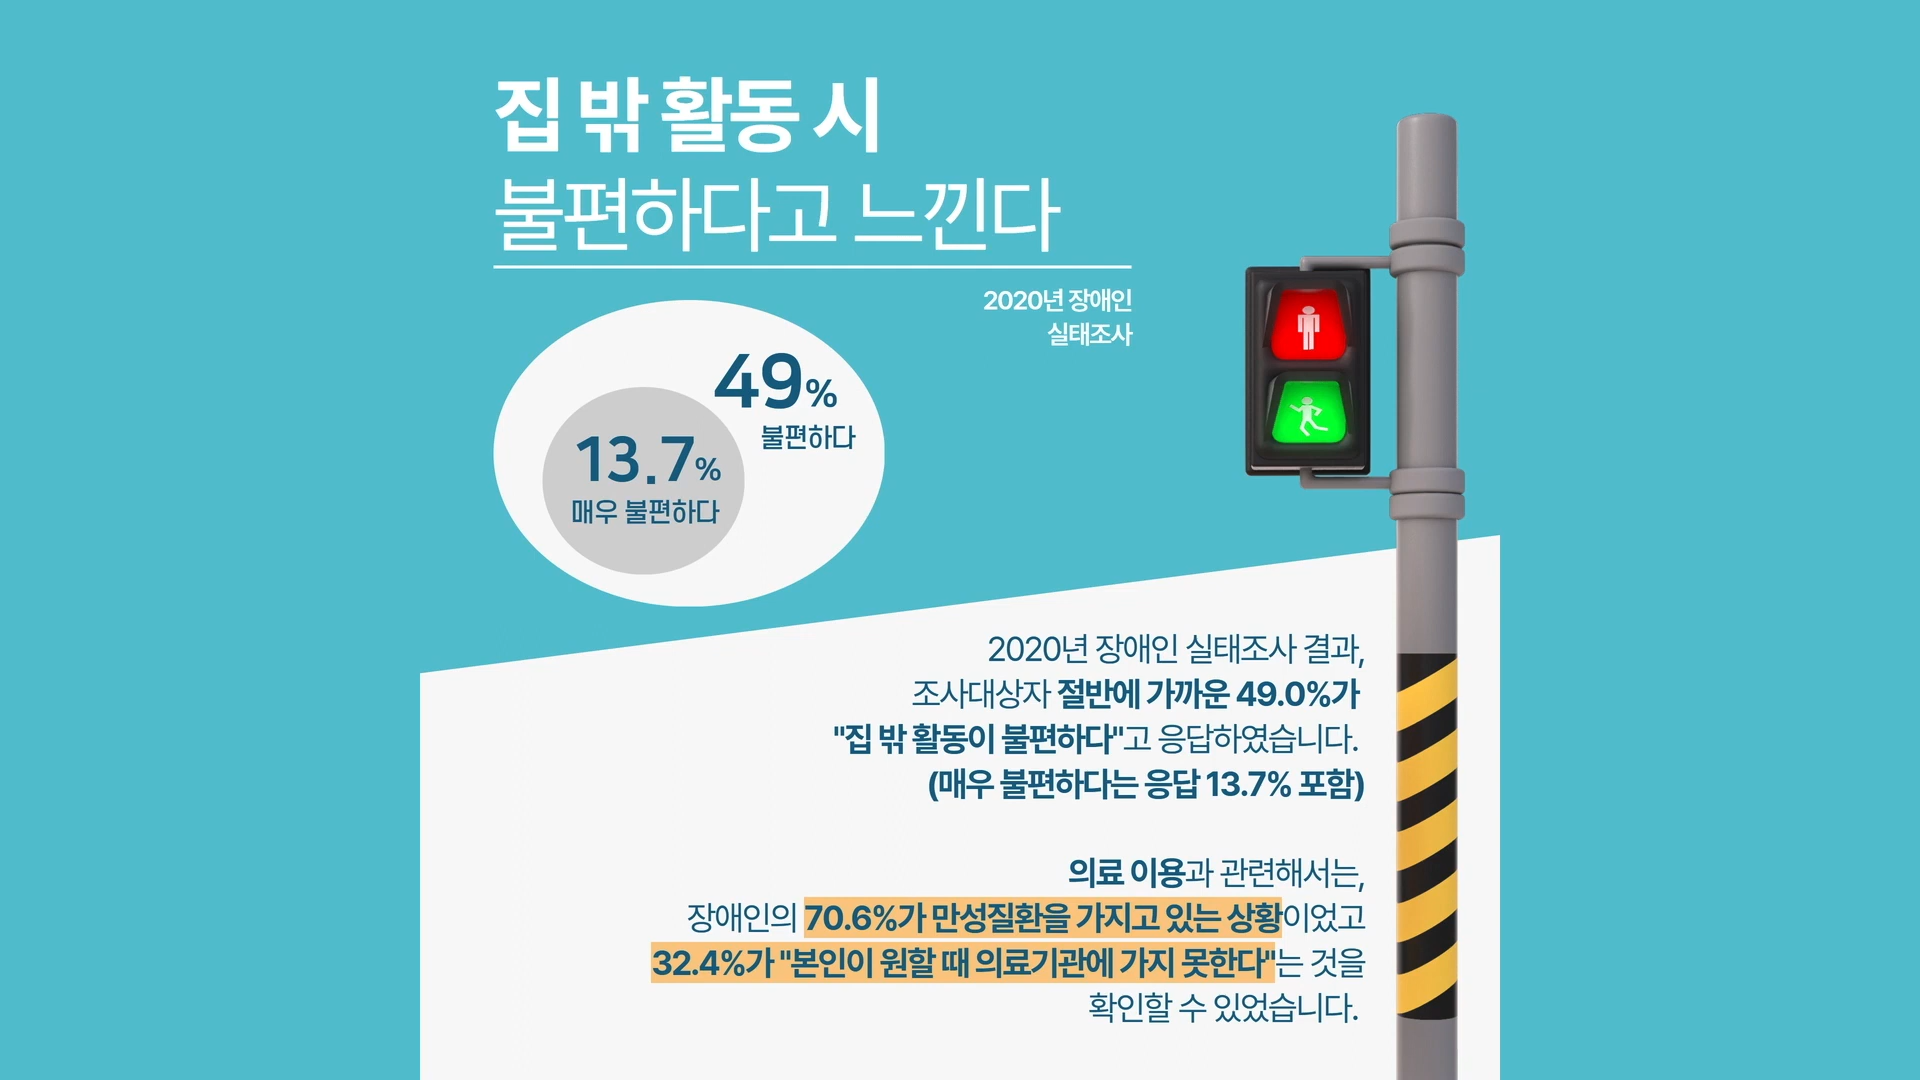 집 밖 활동 시
불편하다고 느낀다
2020년 장애인
실태조사
49%
불편하다
13.7%
매우 불편하다
2020년 장애인 실태조사 결과,
조사대상자 절반에 가까운 49.0%가
"집 밖 활동이 불편하다"고 응답하였습니다.
(매우 불편하다는 응답 13.7% 포함)
의료 이용과 관련해서는,
장애인의 70.6%가 만성질환을 가지고 있는 상황이었고
32.4%가 "본인이 원할 때 의료기관에 가지 못한다"는 것을
확인할 수 있었습니다.